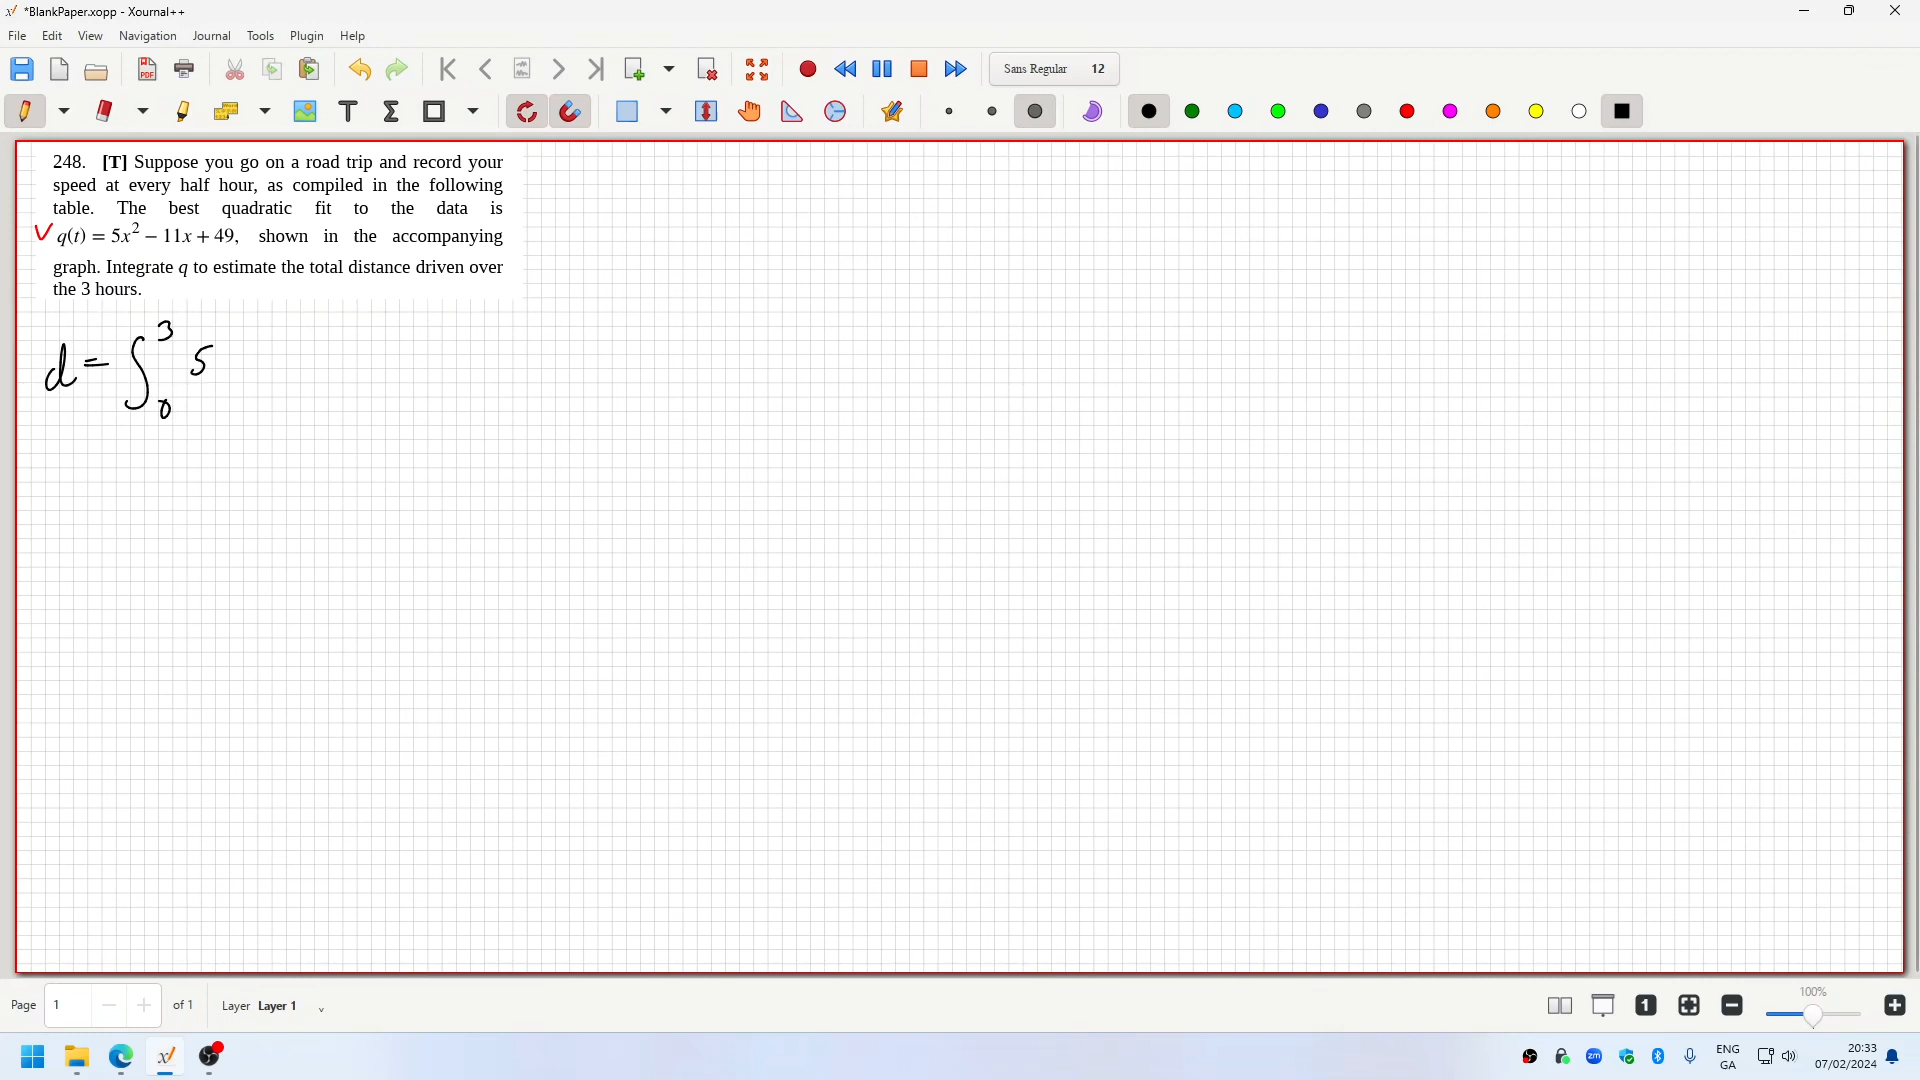 *BlankPaper.xopp - Xournal++
File Edit View Navigation Journal Tools Plugin Help
PDF
Sans Regular 12
248. [T] Suppose you go on a road trip and record your
speed at every half hour, as compiled in the following
table. The best quadratic fit to the data is
q(t) = 5x² − 11x + 49, shown in the accompanying
graph. Integrate q to estimate the total distance driven over
the 3 hours.
d = ∫₀³ 5
Page 1 of 1 Layer Layer 1
100%
1
zm
ENG
GA
20:33
07/02/2024